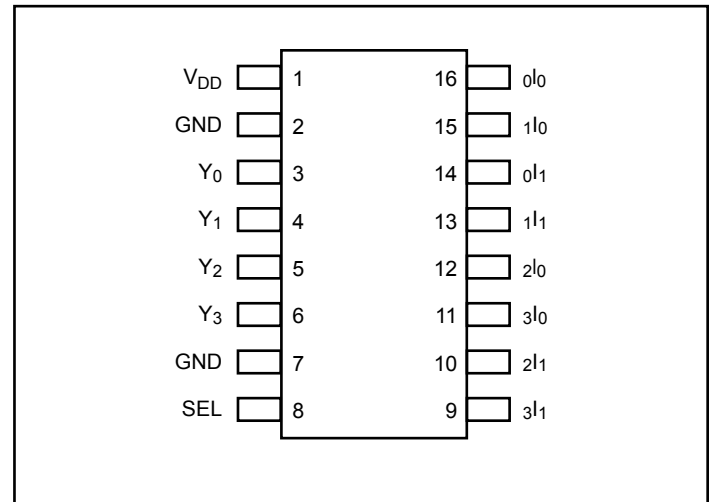 V_DD 1 16 ₀I₀
GND 2 15 ₁I₀
Y₀ 3 14 ₀I₁
Y₁ 4 13 ₁I₁
Y₂ 5 12 ₂I₀
Y₃ 6 11 ₃I₀
GND 7 10 ₂I₁
SEL 8 9 ₃I₁